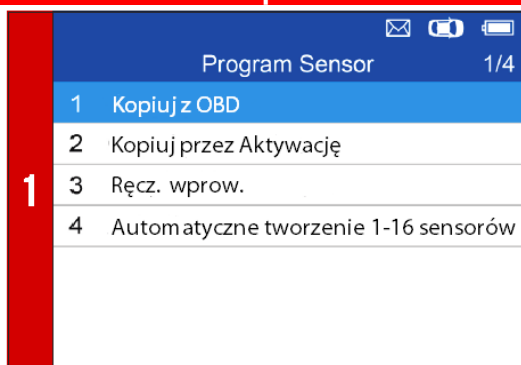 Program Sensor 1/4
1 Kopiuj z OBD
2 Kopiuj przez Aktywację
1
3 Ręcz. wprow.
4 Automatyczne tworzenie 1-16 sensorów